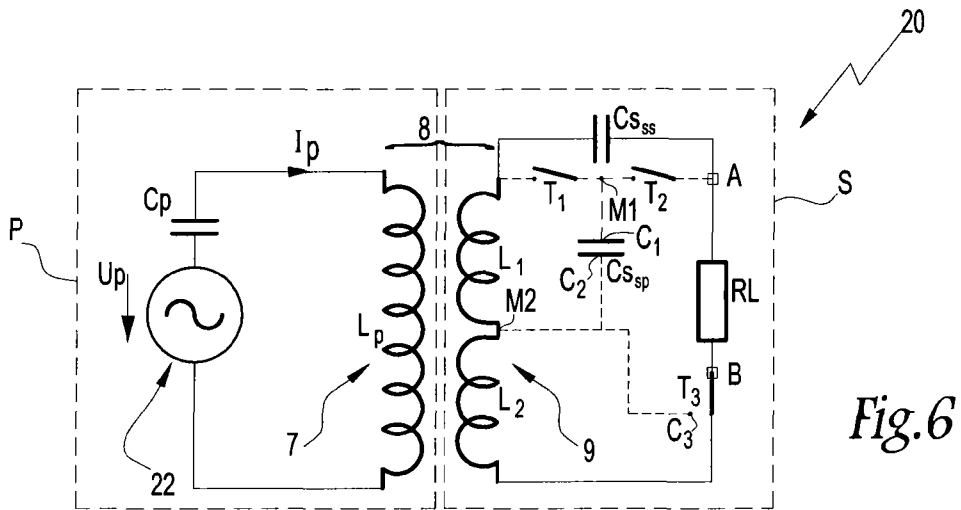 20
8
Cs_ss
I_p
T_1
T_2
A
M1
S
Cp
C_1
P
L_1
C_2
Cs_sp
Up
M2
RL
L_p
B
T_3
L_2
C_3
22
7
9
Fig.6